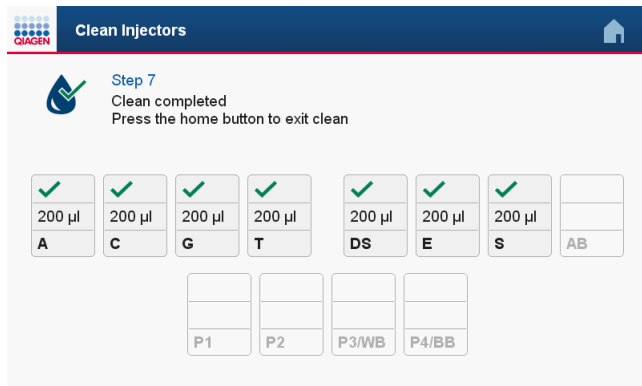 QIAGEN
Clean Injectors
Step 7
Clean completed
Press the home button to exit clean
200 µl 200 µl 200 µl 200 µl 200 µl 200 µl 200 µl
A C G T DS E S AB
P1 P2 P3/WB P4/BB